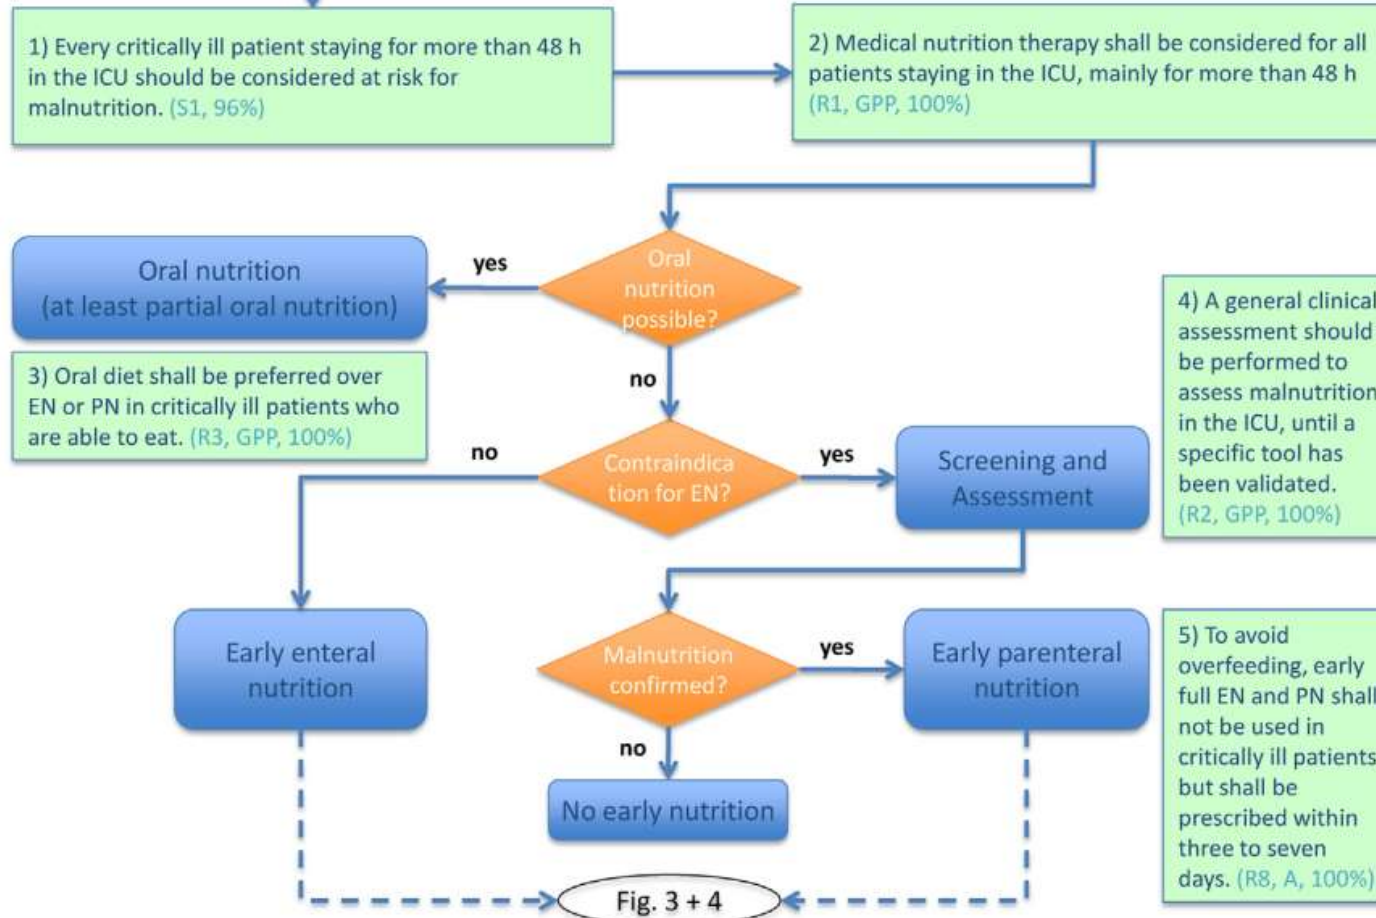 1) Every critically ill patient staying for more than 48 h
in the ICU should be considered at risk for
malnutrition. (S1, 96%)
2) Medical nutrition therapy shall be considered for all
patients staying in the ICU, mainly for more than 48 h
(R1, GPP, 100%)
Oral
nutrition
possible?
yes
Oral nutrition
(at least partial oral nutrition)
no
3) Oral diet shall be preferred over
EN or PN in critically ill patients who
are able to eat. (R3, GPP, 100%)
4) A general clinical
assessment should
be performed to
assess malnutrition
in the ICU, until a
specific tool has
been validated.
(R2, GPP, 100%)
Contraindica
tion for EN?
no
yes
Screening and
Assessment
Early enteral
nutrition
Malnutrition
confirmed?
yes
Early parenteral
nutrition
no
No early nutrition
5) To avoid
overfeeding, early
full EN and PN shall
not be used in
critically ill patients
but shall be
prescribed within
three to seven
days. (R8, A, 100%)
Fig. 3 + 4